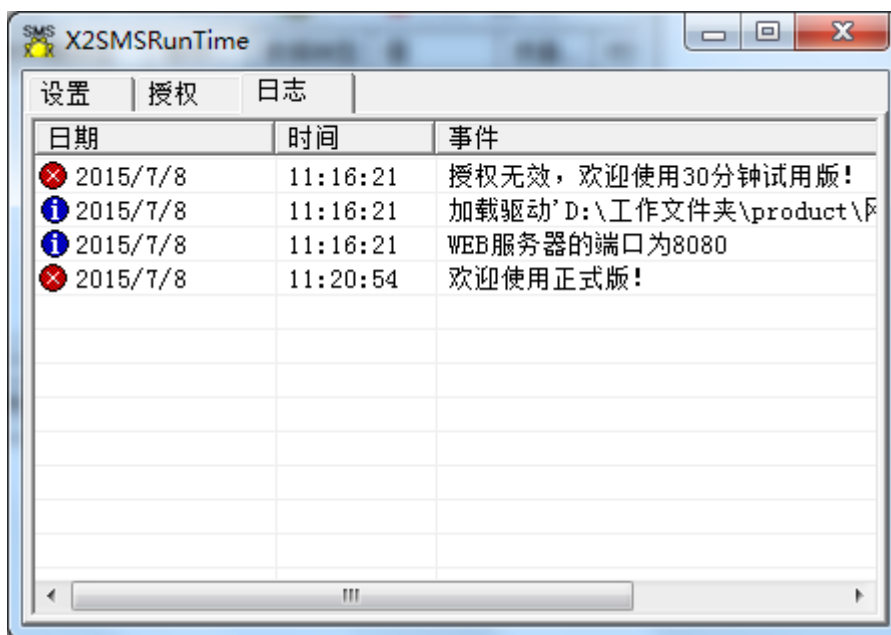 SMS
X2SMSRunTime
设置 授权 日志
日期 时间 事件
2015/7/8 11:16:21 授权无效，欢迎使用30分钟试用版！
2015/7/8 11:16:21 加载驱动'D:\工作文件夹\product\
2015/7/8 11:16:21 WEB服务器的端口为8080
2015/7/8 11:20:54 欢迎使用正式版！